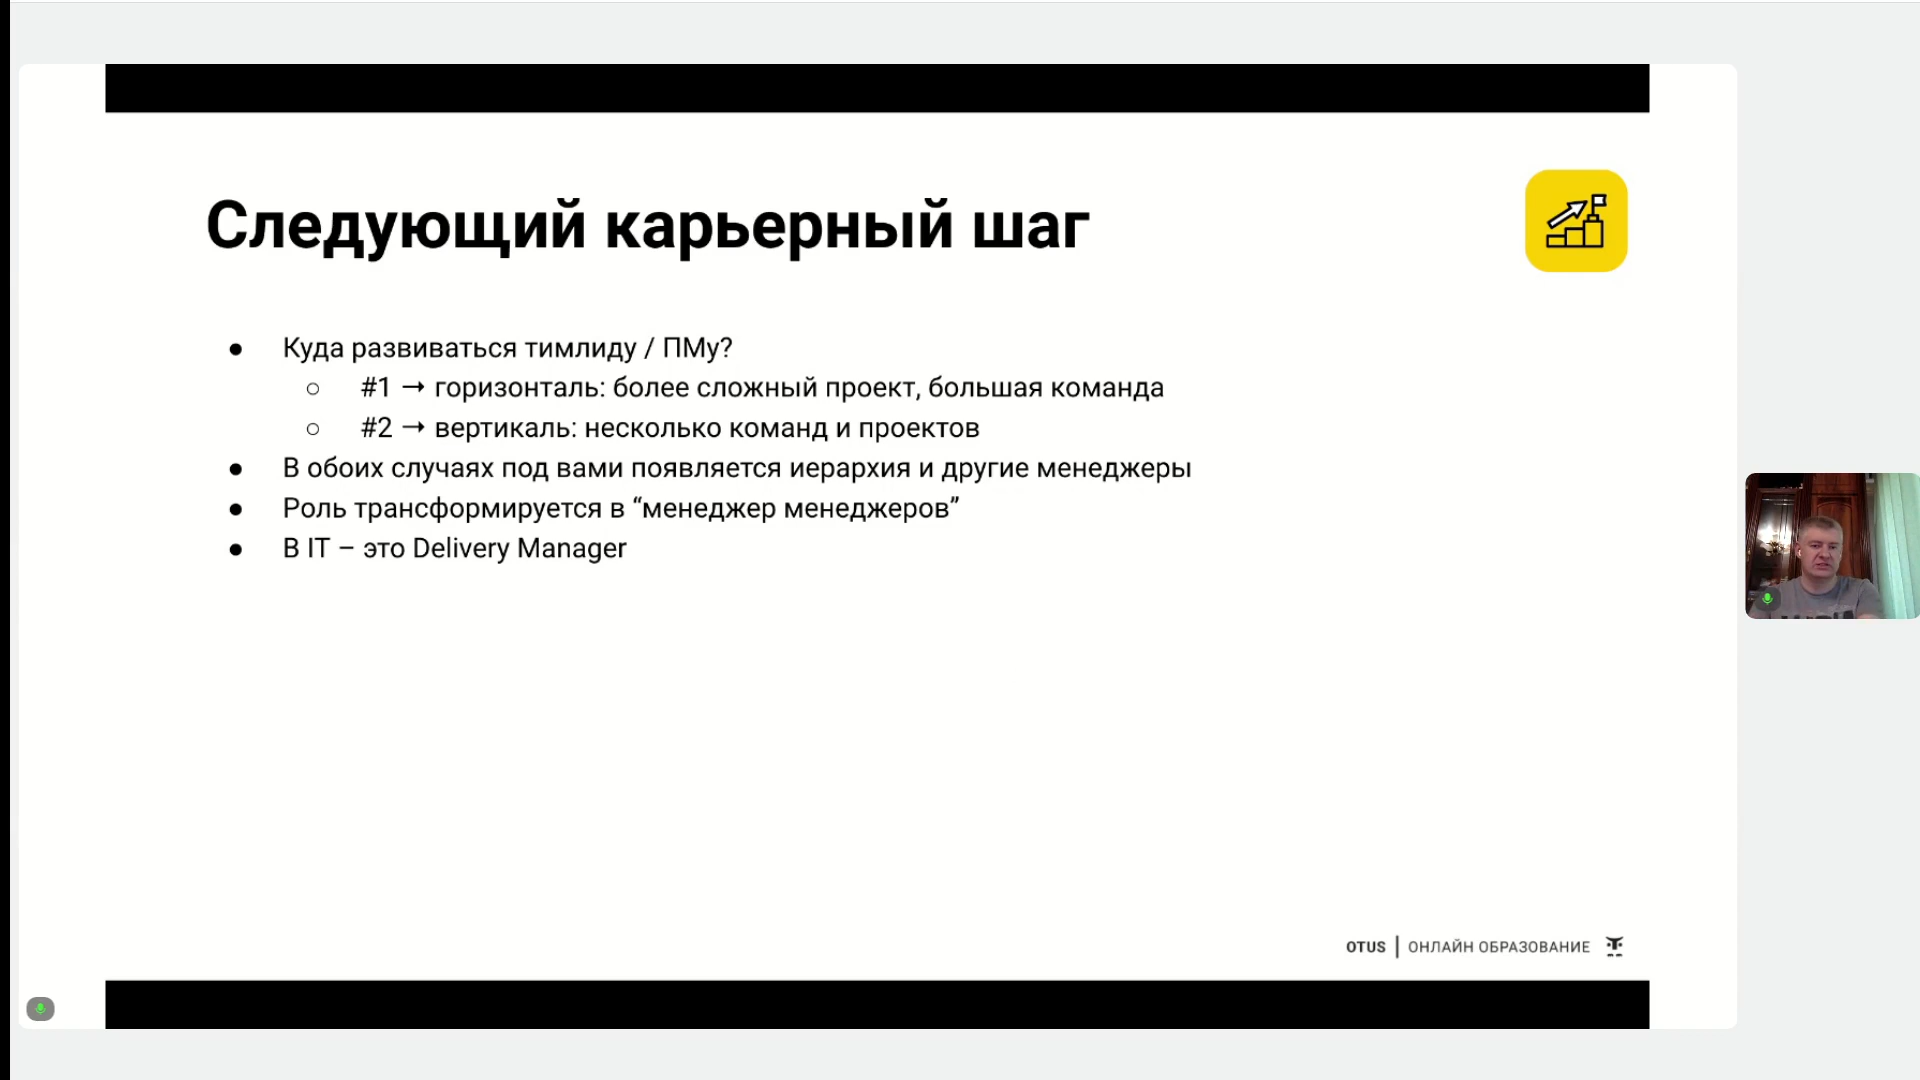 Следующий карьерный шаг
● Куда развиваться тимлиду / ПМу?
○ #1 → горизонталь: более сложный проект, большая команда
○ #2 → вертикаль: несколько команд и проектов
● В обоих случаях под вами появляется иерархия и другие менеджеры
● Роль трансформируется в “менеджер менеджеров”
● В IT – это Delivery Manager
OTUS | ОНЛАЙН ОБРАЗОВАНИЕ